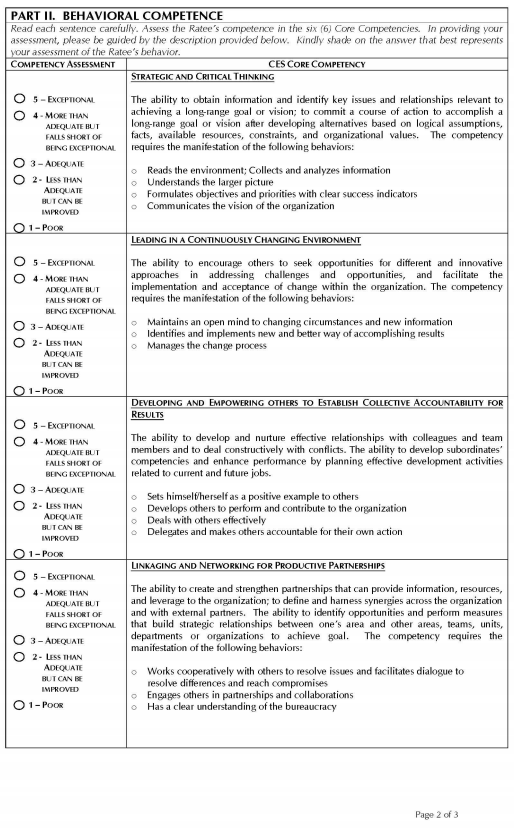 PART II. BEHAVIORAL COMPETENCE
Read each sentence carefully. Assess the Ratee's competence in the six (6) Core Competencies. In providing your
assessment, please be guided by the description provided below. Kindly shade on the answer that best represents
your assessment of the Ratee's behavior.
COMPETENCY ASSESSMENT
CES CORE COMPETENCY
5 – EXCEPTIONAL
4 - MORE THAN
ADEQUATE BUT
FALLS SHORT OF
BEING EXCEPTIONAL
3 – ADEQUATE
2 - LESS THAN
ADEQUATE
BUT CAN BE
IMPROVED
1 – POOR
STRATEGIC AND CRITICAL THINKING
The ability to obtain information and identify key issues and relationships relevant to
achieving a long-range goal or vision; to commit a course of action to accomplish a
long-range goal or vision after developing alternatives based on logical assumptions,
facts, available resources, constraints, and organizational values. The competency
requires the manifestation of the following behaviors:
o Reads the environment; Collects and analyzes information
o Understands the larger picture
o Formulates objectives and priorities with clear success indicators
o Communicates the vision of the organization
5 – EXCEPTIONAL
4 - MORE THAN
ADEQUATE BUT
FALLS SHORT OF
BEING EXCEPTIONAL
3 – ADEQUATE
2 - LESS THAN
ADEQUATE
BUT CAN BE
IMPROVED
1 – POOR
LEADING IN A CONTINUOUSLY CHANGING ENVIRONMENT
The ability to encourage others to seek opportunities for different and innovative
approaches in addressing challenges and opportunities, and facilitate the
implementation and acceptance of change within the organization. The competency
requires the manifestation of the following behaviors:
o Maintains an open mind to changing circumstances and new information
o Identifies and implements new and better way of accomplishing results
o Manages the change process
5 – EXCEPTIONAL
4 - MORE THAN
ADEQUATE BUT
FALLS SHORT OF
BEING EXCEPTIONAL
3 – ADEQUATE
2 - LESS THAN
ADEQUATE
BUT CAN BE
IMPROVED
1 – POOR
DEVELOPING AND EMPOWERING OTHERS TO ESTABLISH COLLECTIVE ACCOUNTABILITY FOR
RESULTS
The ability to develop and nurture effective relationships with colleagues and team
members and to deal constructively with conflicts. The ability to develop subordinates'
competencies and enhance performance by planning effective development activities
related to current and future jobs.
o Sets himself/herself as a positive example to others
o Develops others to perform and contribute to the organization
o Deals with others effectively
o Delegates and makes others accountable for their own action
5 – EXCEPTIONAL
4 - MORE THAN
ADEQUATE BUT
FALLS SHORT OF
BEING EXCEPTIONAL
3 – ADEQUATE
2 - LESS THAN
ADEQUATE
BUT CAN BE
IMPROVED
1 – POOR
LINKAGING AND NETWORKING FOR PRODUCTIVE PARTNERSHIPS
The ability to create and strengthen partnerships that can provide information, resources,
and leverage to the organization; to define and harness synergies across the organization
and with external partners. The ability to identify opportunities and perform measures
that build strategic relationships between one's area and other areas, teams, units,
departments or organizations to achieve goal. The competency requires the
manifestation of the following behaviors:
o Works cooperatively with others to resolve issues and facilitates dialogue to
resolve differences and reach compromises
o Engages others in partnerships and collaborations
o Has a clear understanding of the bureaucracy
Page 2 of 3